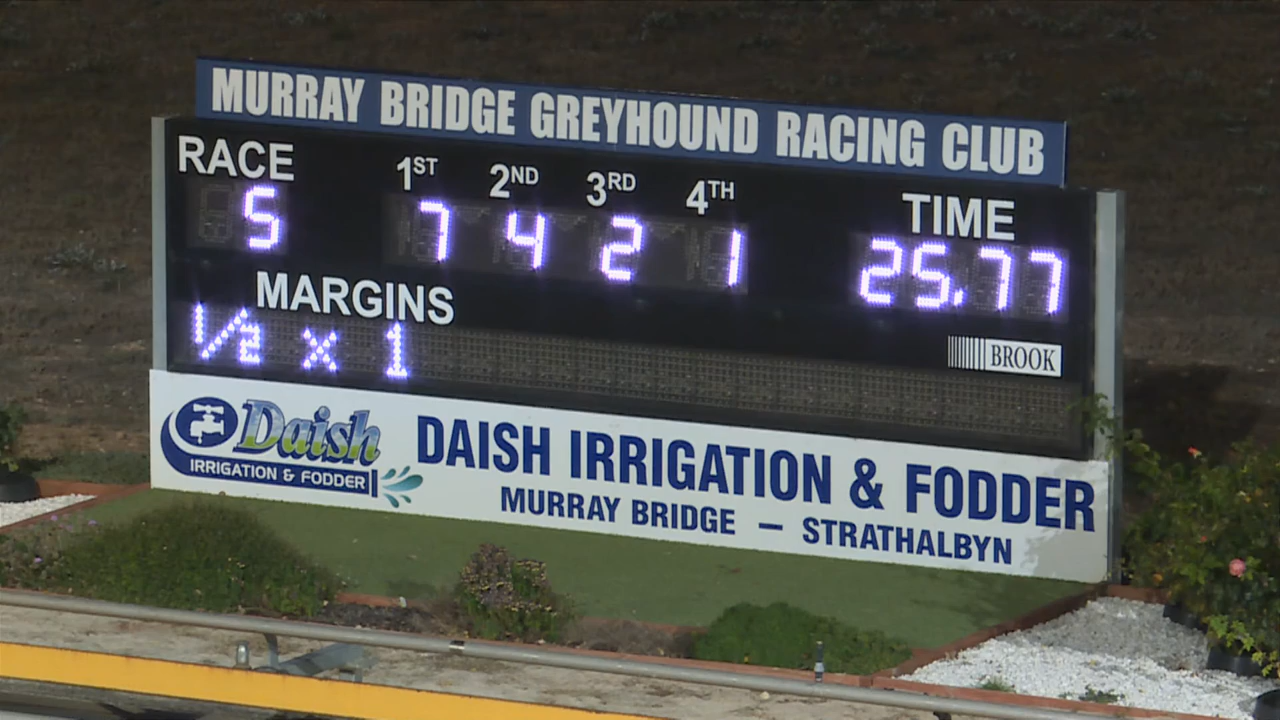 MURRAY BRIDGE GREYHOUND RACING CLUB
RACE 1ST 2ND 3RD 4TH TIME
5 7 4 2 1 25.77
MARGINS
1/2 x 1
BROOK
Daish
IRRIGATION & FODDER
DAISH IRRIGATION & FODDER
MURRAY BRIDGE – STRATHALBYN